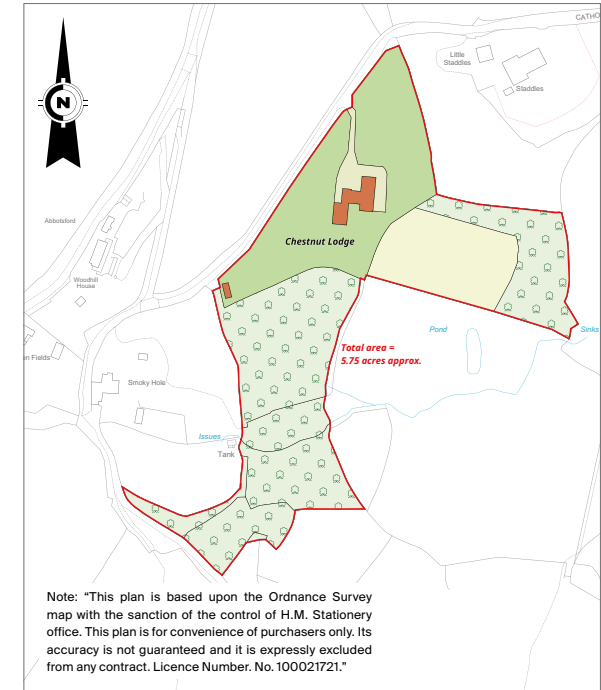 CATHO
Little
Staddles
Staddles
N
Abbotsford
Chestnut Lodge
Woodhill
House
Pond
Sinks
Total area =
5.75 acres approx.
n Fields
Smoky Hole
Issues
Tank
Note: “This plan is based upon the Ordnance Survey
map with the sanction of the control of H.M. Stationery
office. This plan is for convenience of purchasers only. Its
accuracy is not guaranteed and it is expressly excluded
from any contract. Licence Number. No. 100021721.”